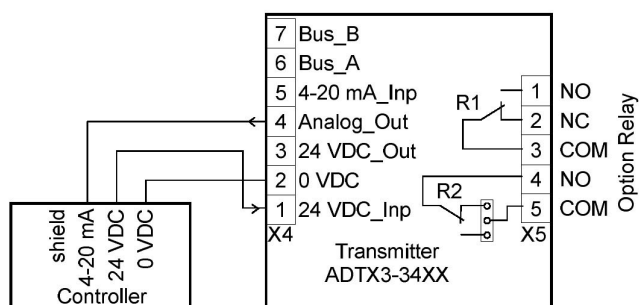 7 Bus_B
6 Bus_A
5 4-20 mA_Inp
4 Analog_Out
3 24 VDC_Out
2 0 VDC
1 24 VDC_Inp
X4
R1
1 NO
2 NC
3 COM
4 NO
5 COM
X5
R2
Option Relay
Transmitter
ADTX3-34XX
shield
4-20 mA
24 VDC
0 VDC
Controller